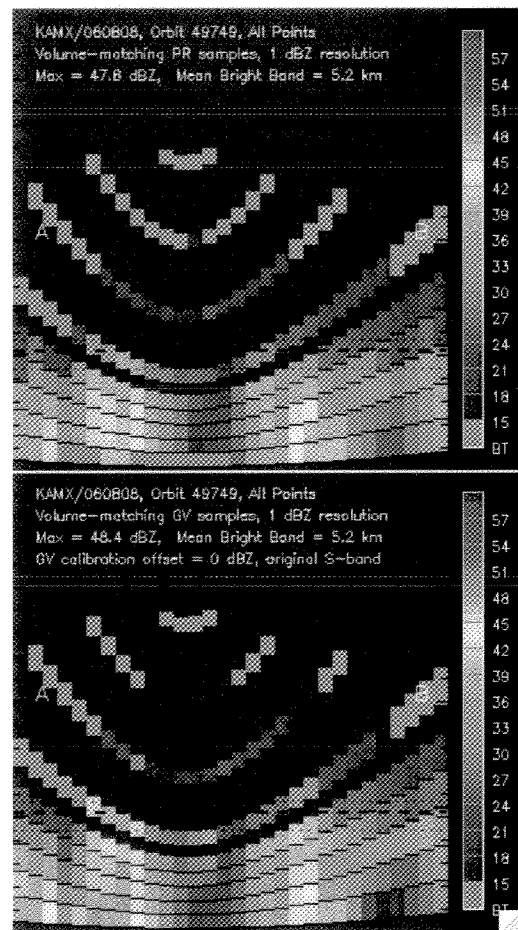 KAMX/060808, Orbit 49749, All Points
Volume-matching PR samples, 1 dBZ resolution
Max = 47.8 dBZ, Mean Bright Band = 5.2 km
57
54
51
48
45
42
39
36
33
30
27
24
21
18
15
BT
A
B
KAMX/060808, Orbit 49749, All Points
Volume-matching GV samples, 1 dBZ resolution
Max = 48.4 dBZ, Mean Bright Band = 5.2 km
GV calibration offset = 0 dBZ, original S-band
57
54
51
48
45
42
39
36
33
30
27
24
21
18
15
BT
A
B